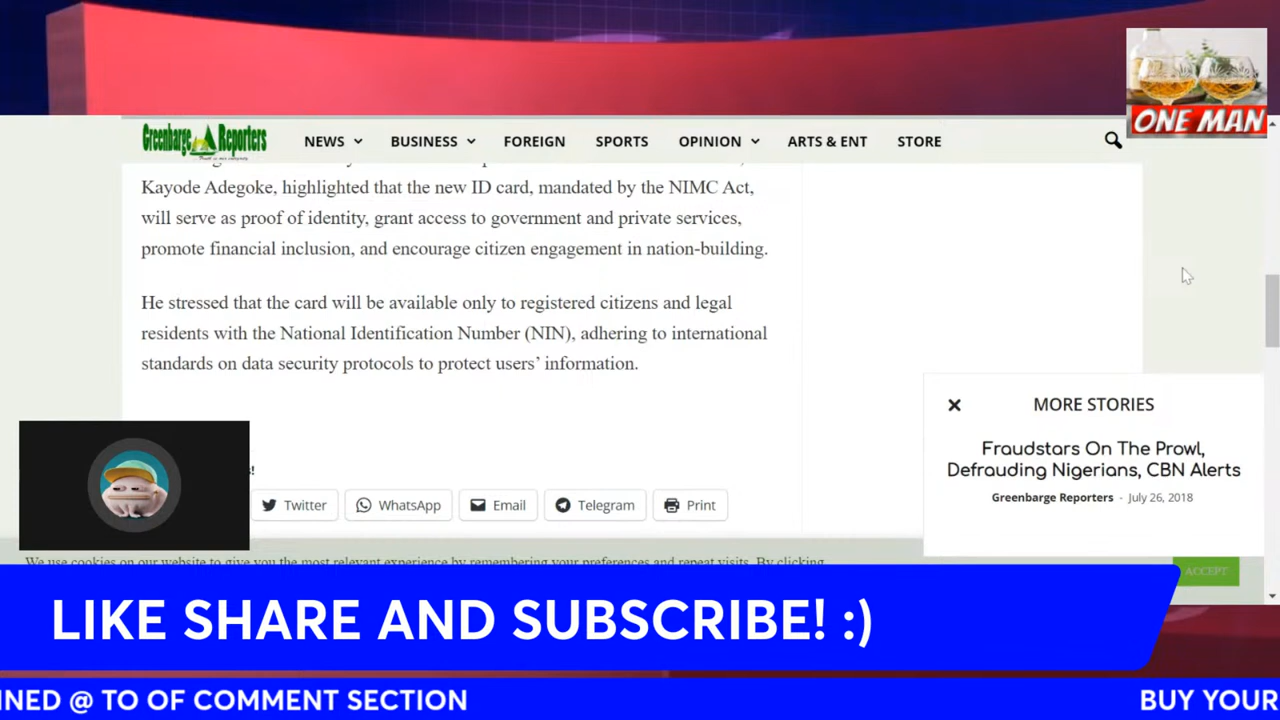 ONE MAN
Greenbarge Reporters
NEWS BUSINESS FOREIGN SPORTS OPINION ARTS & ENT STORE
Kayode Adegoke, highlighted that the new ID card, mandated by the NIMC Act,
will serve as proof of identity, grant access to government and private services,
promote financial inclusion, and encourage citizen engagement in nation-building.
He stressed that the card will be available only to registered citizens and legal
residents with the National Identification Number (NIN), adhering to international
standards on data security protocols to protect users’ information.
MORE STORIES
Fraudstars On The Prowl,
Defrauding Nigerians, CBN Alerts
Greenbarge Reporters - July 26, 2018
Twitter WhatsApp Email Telegram Print
We use cookies on our website to give you the most relevant experience by remembering your preferences and repeat visits. By clicking
ACCEPT
LIKE SHARE AND SUBSCRIBE! :)
NED @ TO OF COMMENT SECTION BUY YOUR